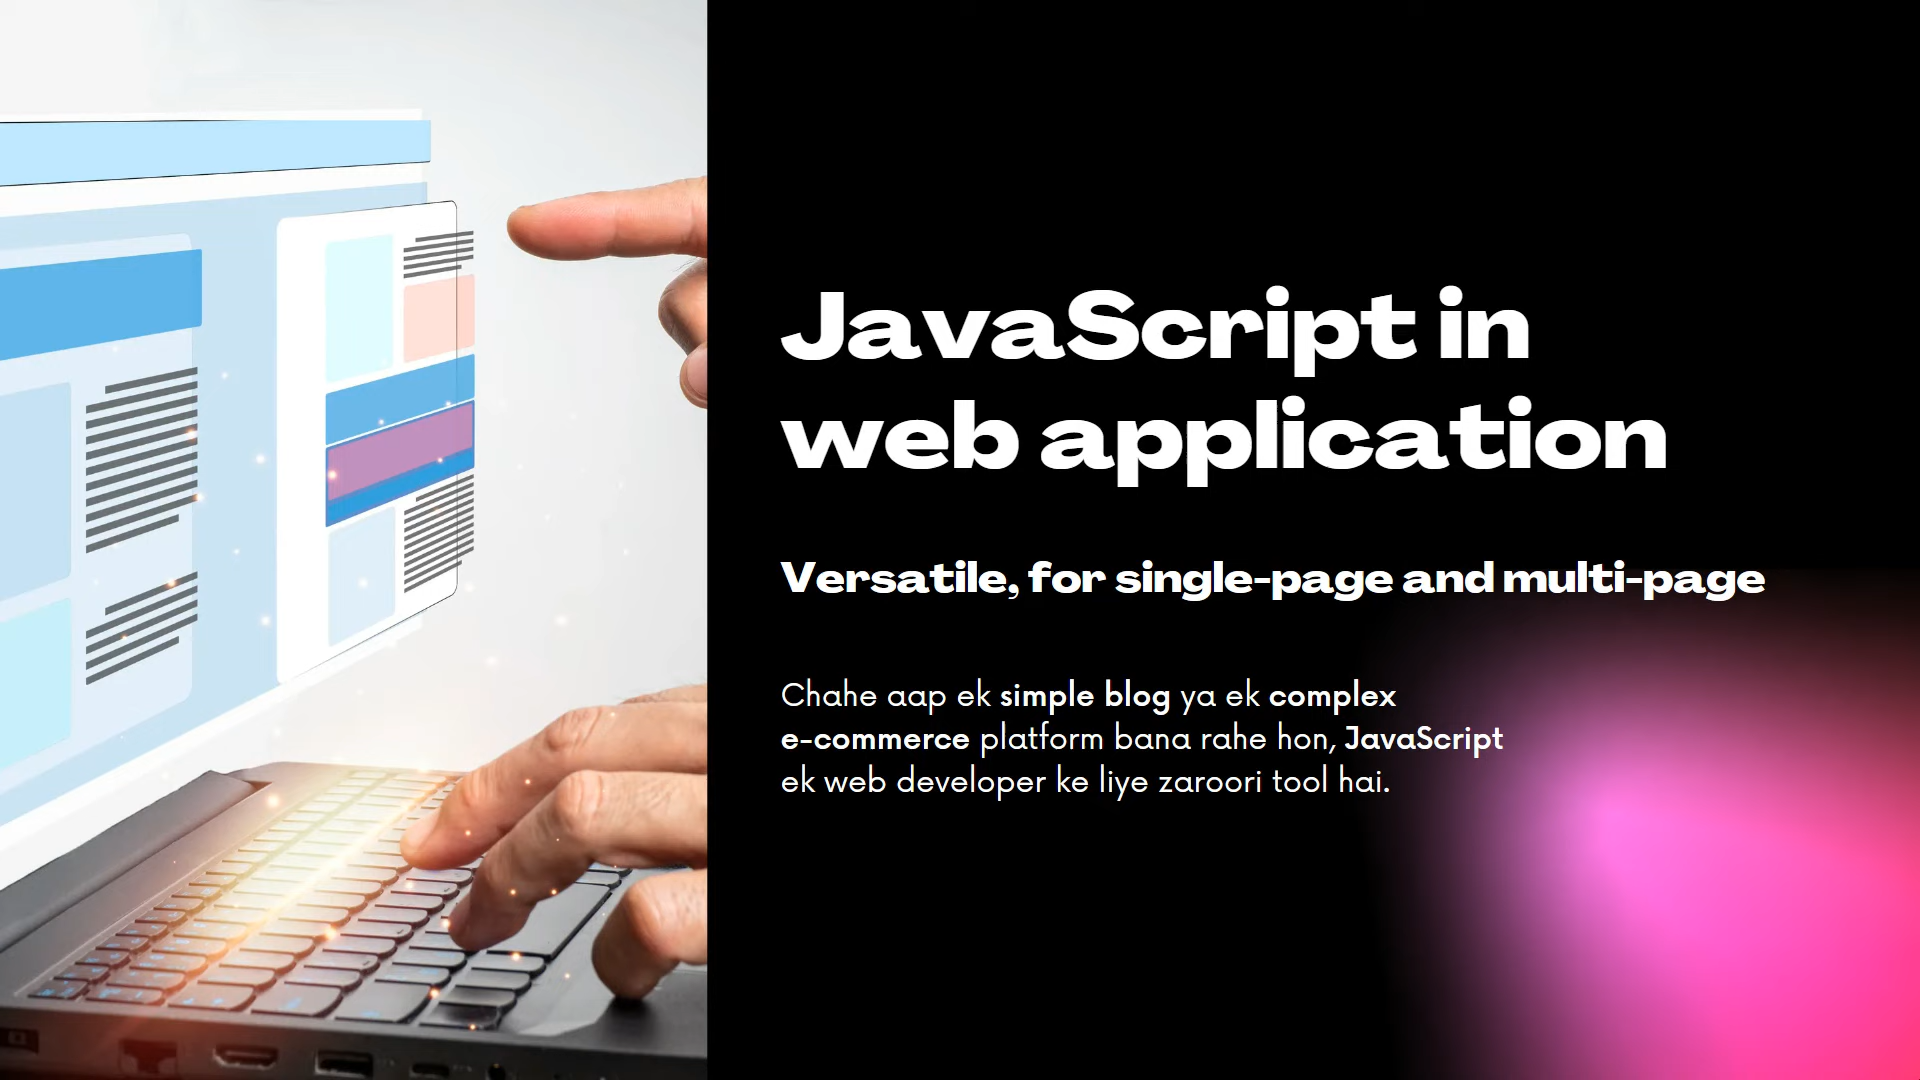 JavaScript in
web application
Versatile, for single-page and multi-page
Chahe aap ek simple blog ya ek complex
e-commerce platform bana rahe hon, JavaScript
ek web developer ke liye zaroori tool hai.